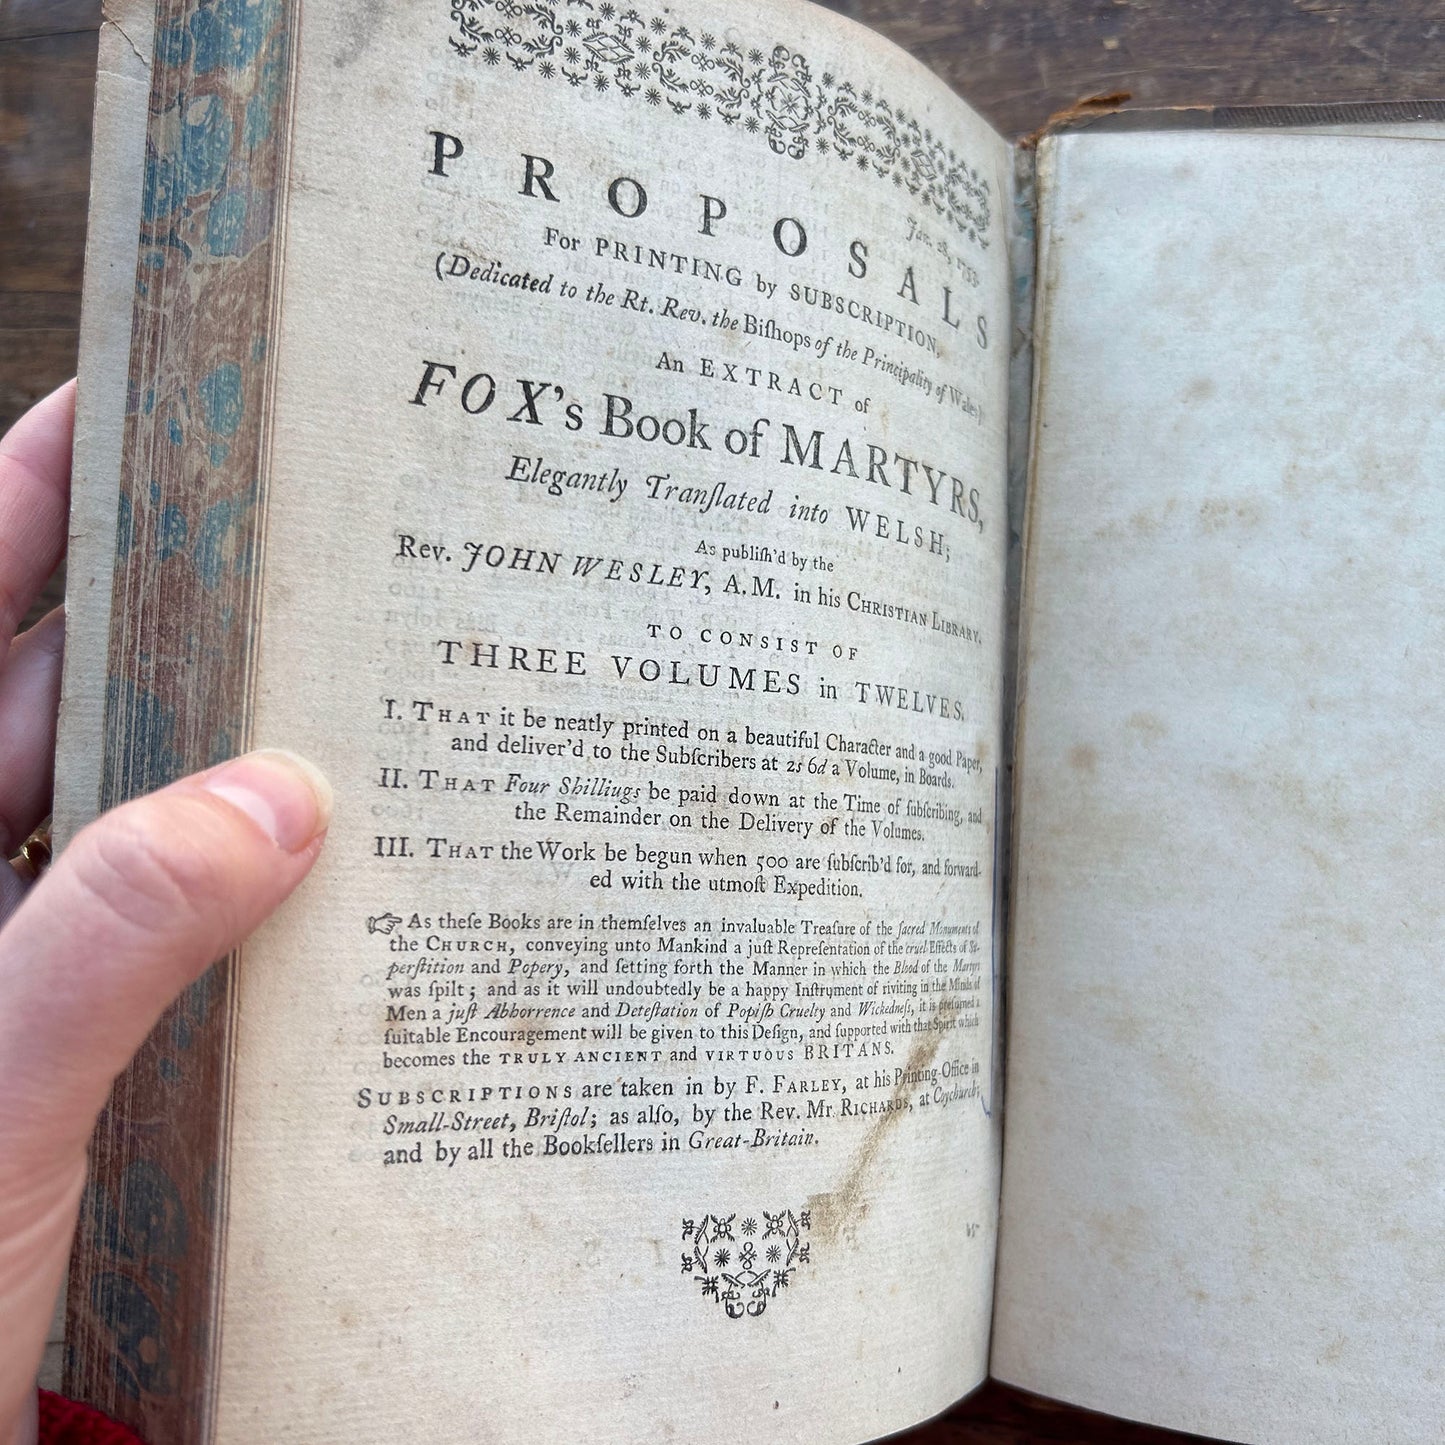 Jan. 18, 1759
PROPOSALS
For PRINTING by SUBSCRIPTION,
(Dedicated to the Rt. Rev. the Biſhops of the Principality of Wales)
An EXTRACT of
FOX's Book of MARTYRS,
Elegantly Tranſlated into WELSH;
As publiſh'd by the
Rev. JOHN WESLEY, A.M. in his CHRISTIAN LIBRARY.
TO CONSIST OF
THREE VOLUMES in TWELVES.
I. THAT it be neatly printed on a beautiful Character and a good Paper,
and deliver'd to the Subſcribers at 2s 6d a Volume, in Boards.
II. THAT Four Shilliugs be paid down at the Time of ſubſcribing, and
the Remainder on the Delivery of the Volumes.
III. THAT the Work be begun when 500 are ſubſcrib'd for, and forward-
ed with the utmoſt Expedition.
☞ As theſe Books are in themſelves an invaluable Treaſure of the ſacred Monuments of
the CHURCH, conveying unto Mankind a juſt Repreſentation of the cruel Effects of Su-
perſtition and Popery, and ſetting forth the Manner in which the Blood of the Martyrs
was ſpilt; and as it will undoubtedly be a happy Inſtrument of riviting in the Minds of
Men a juſt Abhorrence and Deteſtation of Popiſh Cruelty and Wickedneſs, it is preſumed a
ſuitable Encouragement will be given to this Deſign, and ſupported with that Spirit which
becomes the TRULY ANCIENT and VIRTUOUS BRITANS.
SUBSCRIPTIONS are taken in by F. FARLEY, at his Printing-Office in
Small-Street, Briſtol; as alſo, by the Rev. Mr. RICHARDS, at Coychurch;
and by all the Bookſellers in Great-Britain.